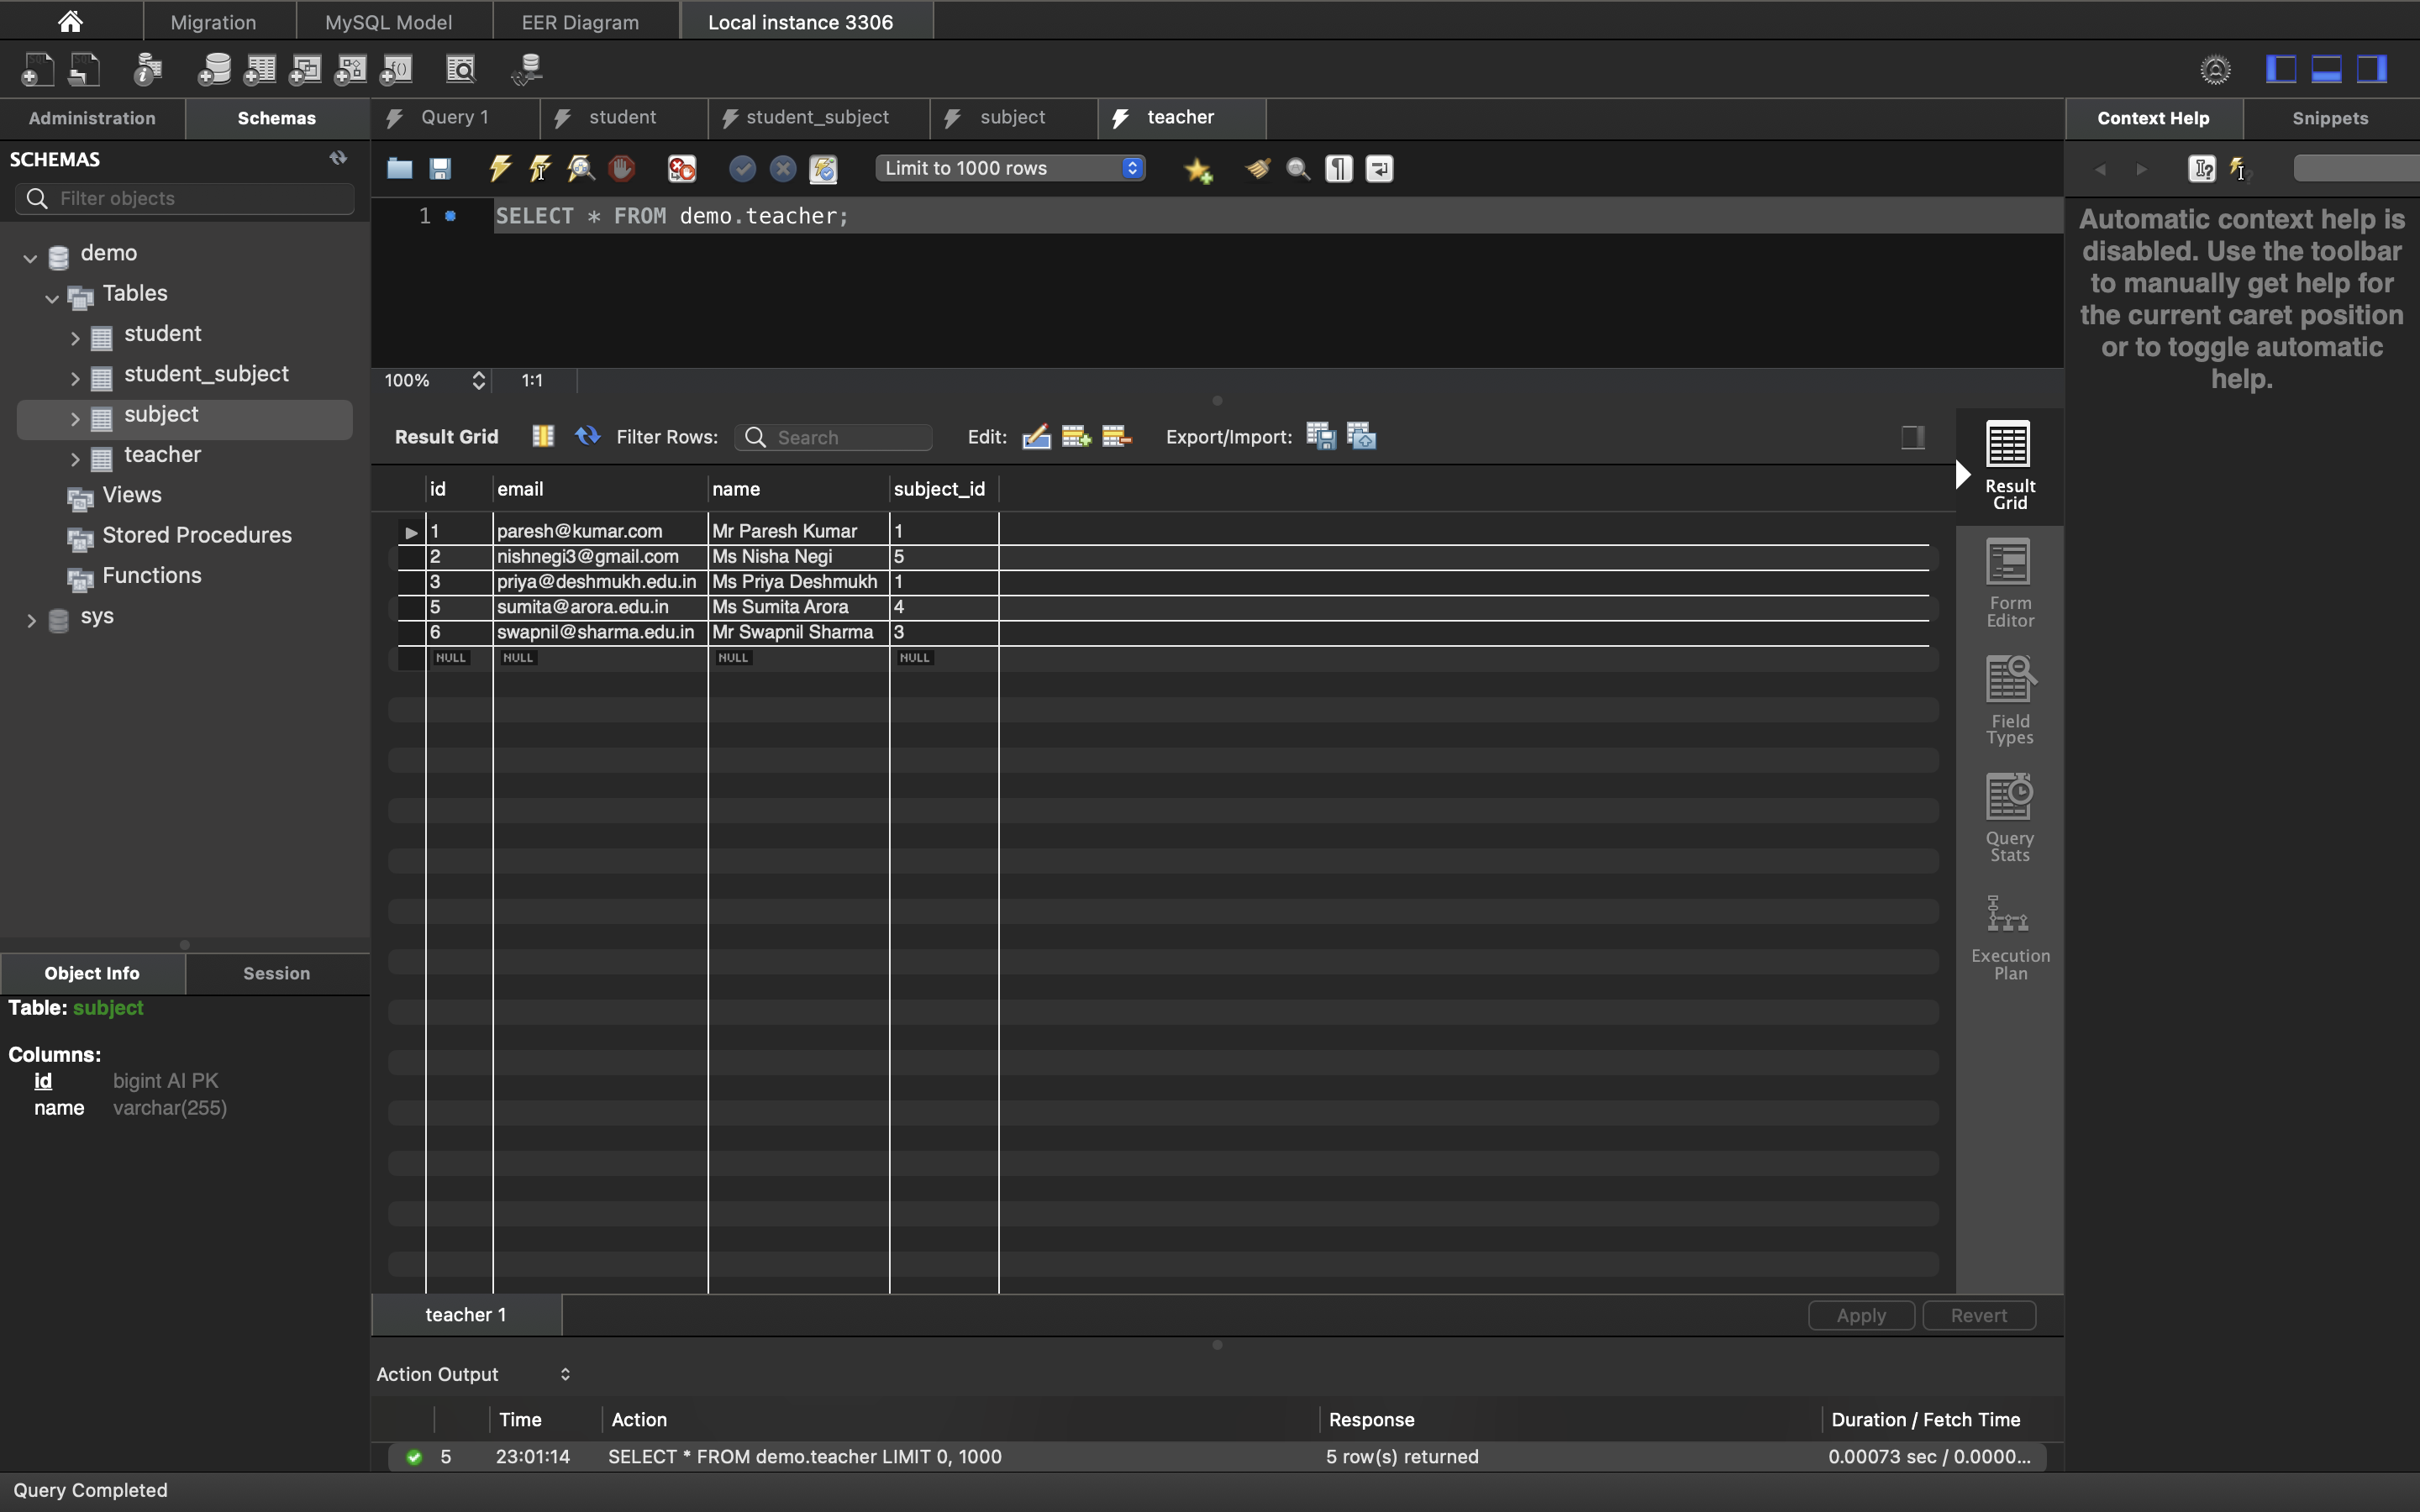 Migration MySQL Model EER Diagram Local instance 3306
Administration Schemas
SCHEMAS
Filter objects
demo
Tables
student
student_subject
subject
teacher
Views
Stored Procedures
Functions
sys
Object Info Session
Table: subject
Columns:
id bigint AI PK
name varchar(255)
Query 1 student student_subject subject teacher
Limit to 1000 rows
1 SELECT * FROM demo.teacher;
100% 1:1
Result Grid Filter Rows: Search Edit: Export/Import:
id email name subject_id
1 paresh@kumar.com Mr Paresh Kumar 1
2 nishnegi3@gmail.com Ms Nisha Negi 5
3 priya@deshmukh.edu.in Ms Priya Deshmukh 1
5 sumita@arora.edu.in Ms Sumita Arora 4
6 swapnil@sharma.edu.in Mr Swapnil Sharma 3
NULL NULL NULL NULL
Result
Grid
Form
Editor
Field
Types
Query
Stats
Execution
Plan
teacher 1 Apply Revert
Action Output
Time Action Response Duration / Fetch Time
5 23:01:14 SELECT * FROM demo.teacher LIMIT 0, 1000 5 row(s) returned 0.00073 sec / 0.0000...
Context Help Snippets
Automatic context help is
disabled. Use the toolbar
to manually get help for
the current caret position
or to toggle automatic
help.
Query Completed